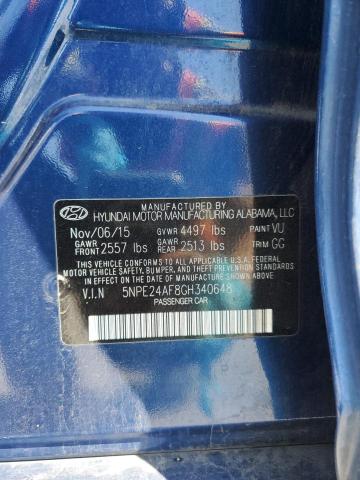 MANUFACTURED BY
HYUNDAI MOTOR MANUFACTURING ALABAMA, LLC
Nov/06/15 GVWR 4497 lbs PAINT VU
GAWR FRONT 2557 lbs GAWR REAR 2513 lbs TRIM GG
THIS VEHICLE CONFORMS TO ALL APPLICABLE U.S.A. FEDERAL
MOTOR VEHICLE SAFETY, BUMPER, AND THEFT PREVENTION
STANDARDS IN EFFECT ON THE DATE OF MANUFACTURE SHOWN ABOVE.
V.I.N 5NPE24AF8GH340648
PASSENGER CAR